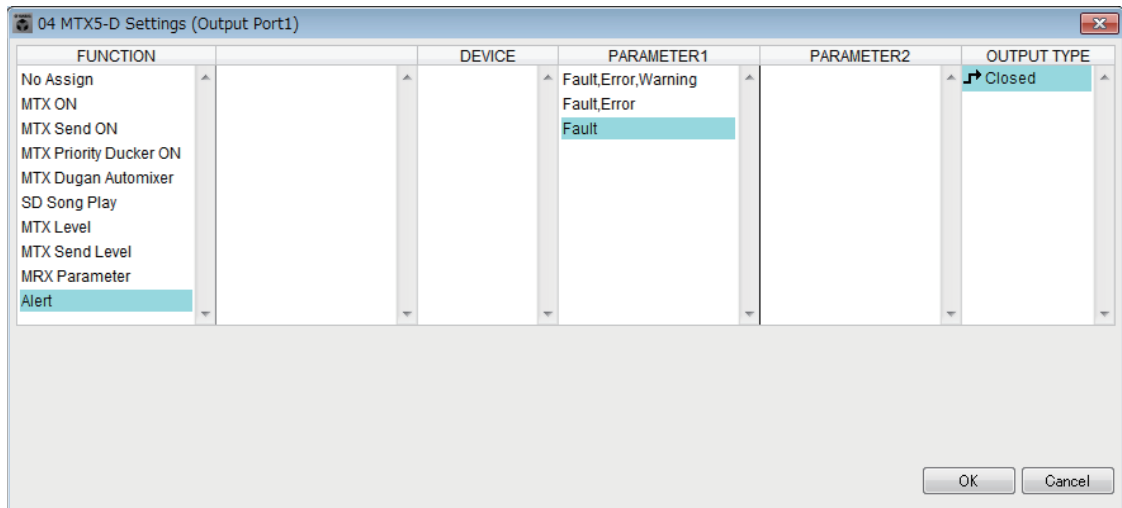 04 MTX5-D Settings (Output Port1)
FUNCTION DEVICE PARAMETER1 PARAMETER2 OUTPUT TYPE
No Assign Fault,Error,Warning Closed
MTX ON Fault,Error
MTX Send ON Fault
MTX Priority Ducker ON
MTX Dugan Automixer
SD Song Play
MTX Level
MTX Send Level
MRX Parameter
Alert
OK Cancel